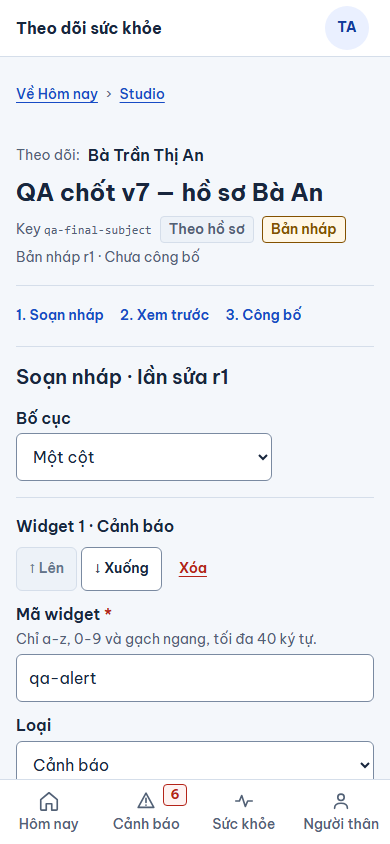 Theo dõi sức khỏe
TA
Về Hôm nay › Studio
Theo dõi: Bà Trần Thị An
QA chốt v7 — hồ sơ Bà An
Key qa-final-subject Theo hồ sơ Bản nháp
Bản nháp r1 · Chưa công bố
1. Soạn nháp 2. Xem trước 3. Công bố
Soạn nháp · lần sửa r1
Bố cục
Một cột
Widget 1 · Cảnh báo
↑ Lên ↓ Xuống Xóa
Mã widget *
Chỉ a-z, 0-9 và gạch ngang, tối đa 40 ký tự.
qa-alert
Loại
Cảnh báo
6
Hôm nay Cảnh báo Sức khỏe Người thân